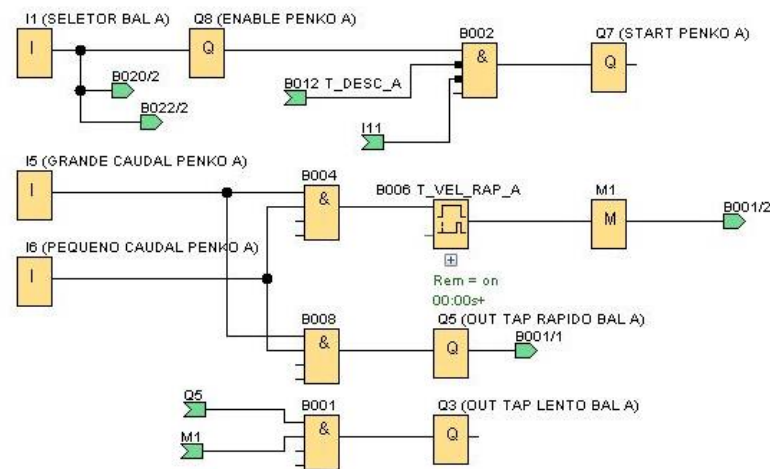 I1 (SELETOR BAL A)
Q8 (ENABLE PENKO A)
B002
Q7 (START PENKO A)
I
Q
&
Q
B020/2
B012 T_DESC_A
B022/2
I11
I5 (GRANDE CAUDAL PENKO A)
B004
B006 T_VEL_RAP_A
M1
I
&
M
B001/2
I6 (PEQUENO CAUDAL PENKO A)
I
Rem = on
00:00s+
B008
Q5 (OUT TAP RAPIDO BAL A)
&
Q
B001/1
Q5
B001
Q3 (OUT TAP LENTO BAL A)
M1
&
Q